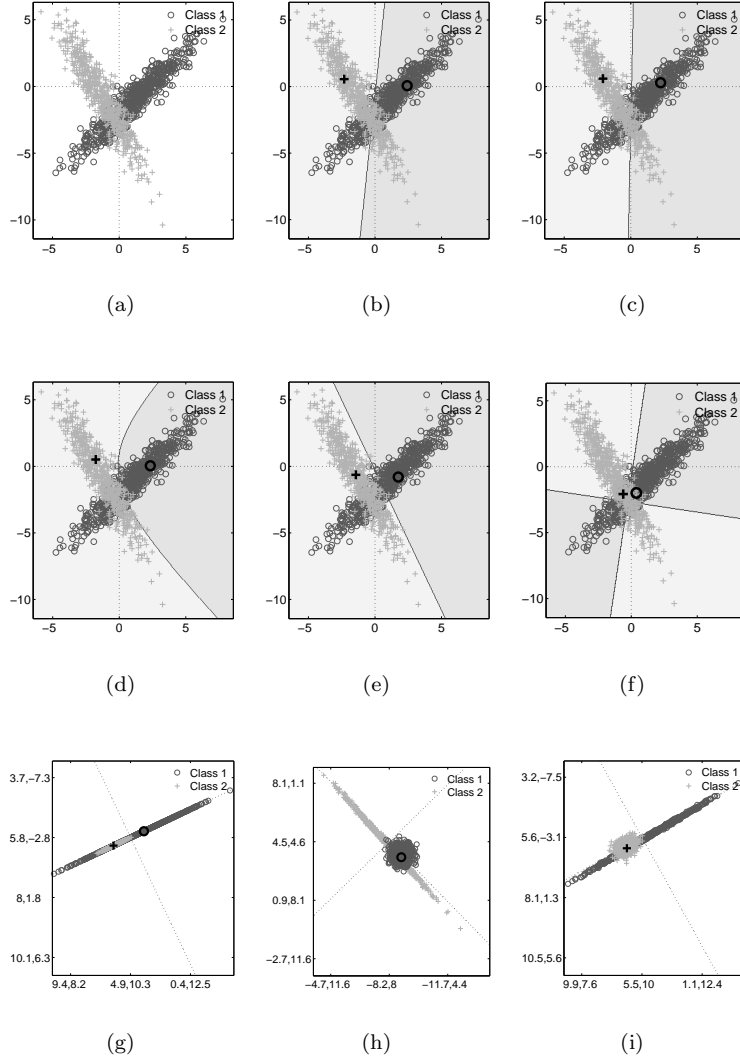 5
0
−5
−10
−5 0 5
Class 1
Class 2
(a)
5
0
−5
−10
−5 0 5
Class 1
Class 2
(b)
5
0
−5
−10
−5 0 5
Class 1
Class 2
(c)
5
0
−5
−10
−5 0 5
Class 1
Class 2
(d)
5
0
−5
−10
−5 0 5
Class 1
Class 2
(e)
5
0
−5
−10
−5 0 5
Class 1
Class 2
(f)
3.7,−7.3
5.8,−2.8
8,1.8
10.1,6.3
9.4,8.2 4.9,10.3 0.4,12.5
Class 1
Class 2
(g)
8.1,1.1
4.5,4.6
0.9,8.1
−2.7,11.6
−4.7,11.6 −8.2,8 −11.7,4.4
Class 1
Class 2
(h)
3.2,−7.5
5.6,−3.1
8.1,1.3
10.5,5.6
9.9,7.6 5.5,10 1.1,12.4
Class 1
Class 2
(i)